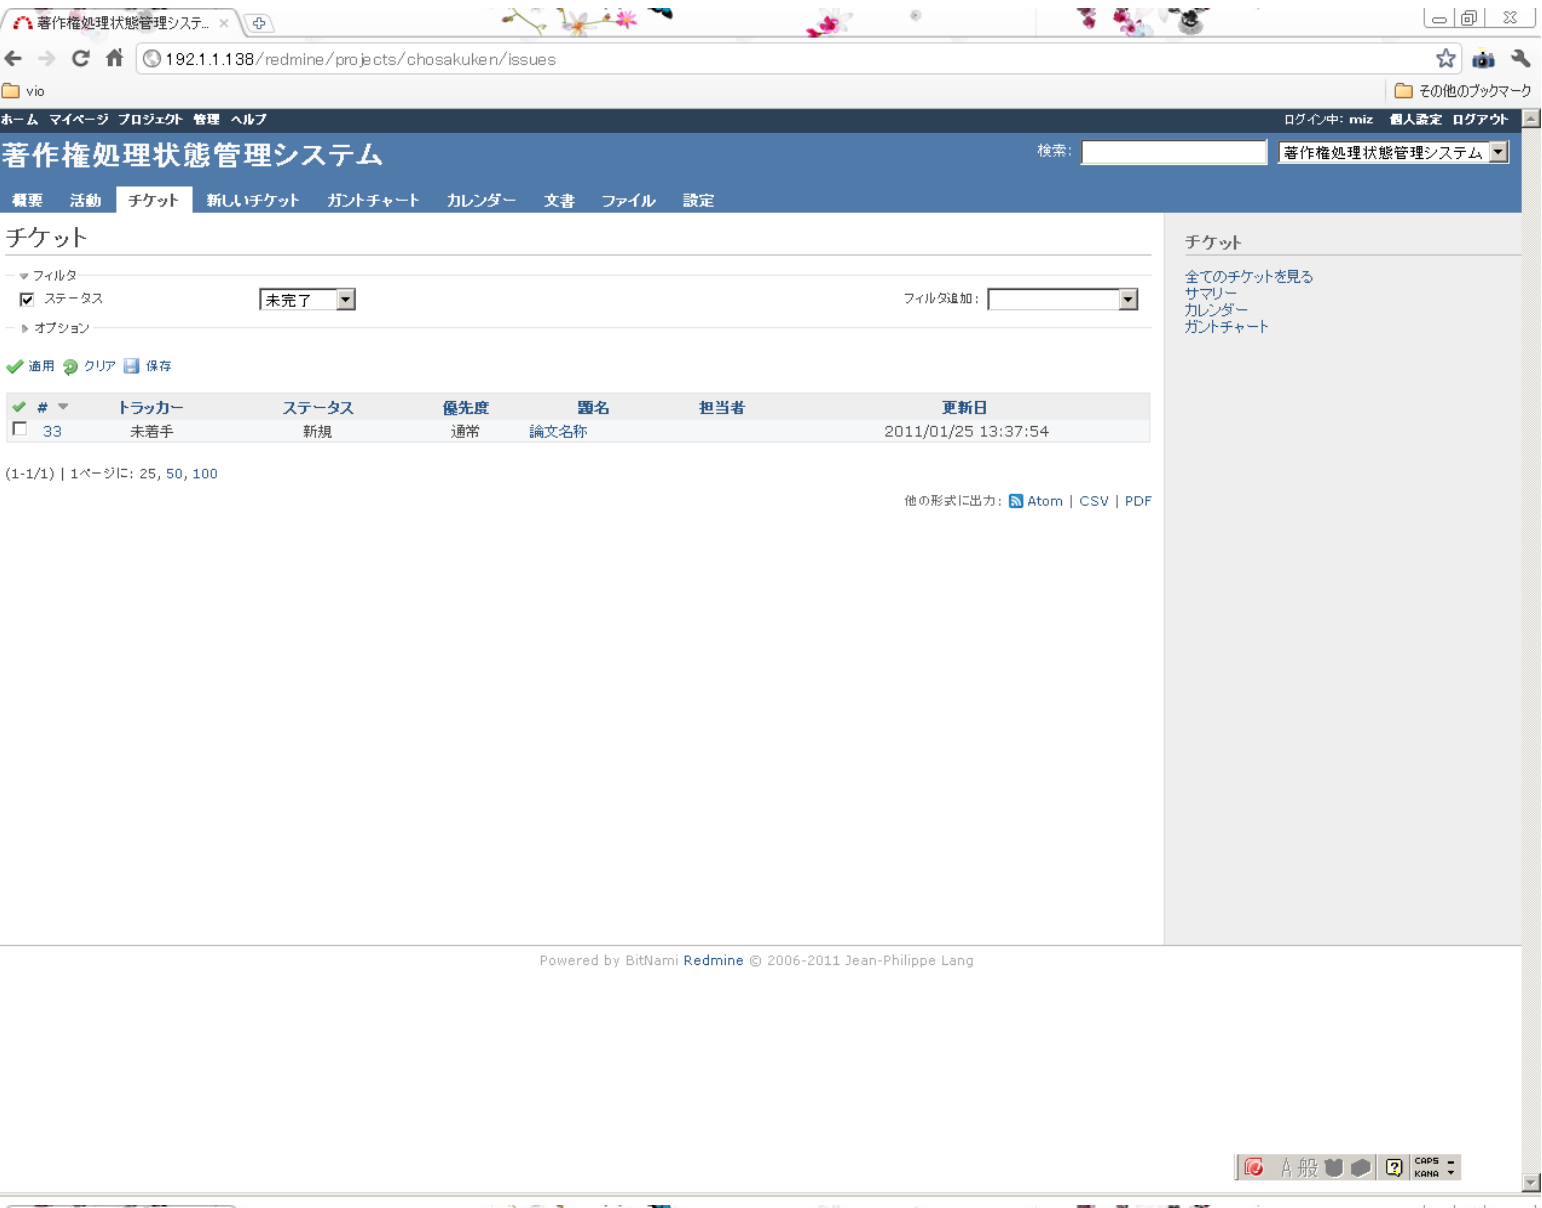 著作権処理状態管理システ...
192.1.1.138/redmine/projects/chosakuken/issues
vio
その他のブックマーク
ホーム マイページ プロジェクト 管理 ヘルプ
ログイン中: miz 個人設定 ログアウト
著作権処理状態管理システム
検索:
著作権処理状態管理システム
概要 活動 チケット 新しいチケット ガントチャート カレンダー 文書 ファイル 設定
チケット
フィルタ
ステータス 未完了 フィルタ追加:
オプション
適用 クリア 保存
# トラッカー ステータス 優先度 題名 担当者 更新日
33 未着手 新規 通常 論文名称 2011/01/25 13:37:54
(1-1/1) | 1ページに: 25, 50, 100
他の形式に出力: Atom | CSV | PDF
チケット
全てのチケットを見る
サマリー
カレンダー
ガントチャート
Powered by BitNami Redmine © 2006-2011 Jean-Philippe Lang
A 般 CAPS
KANA